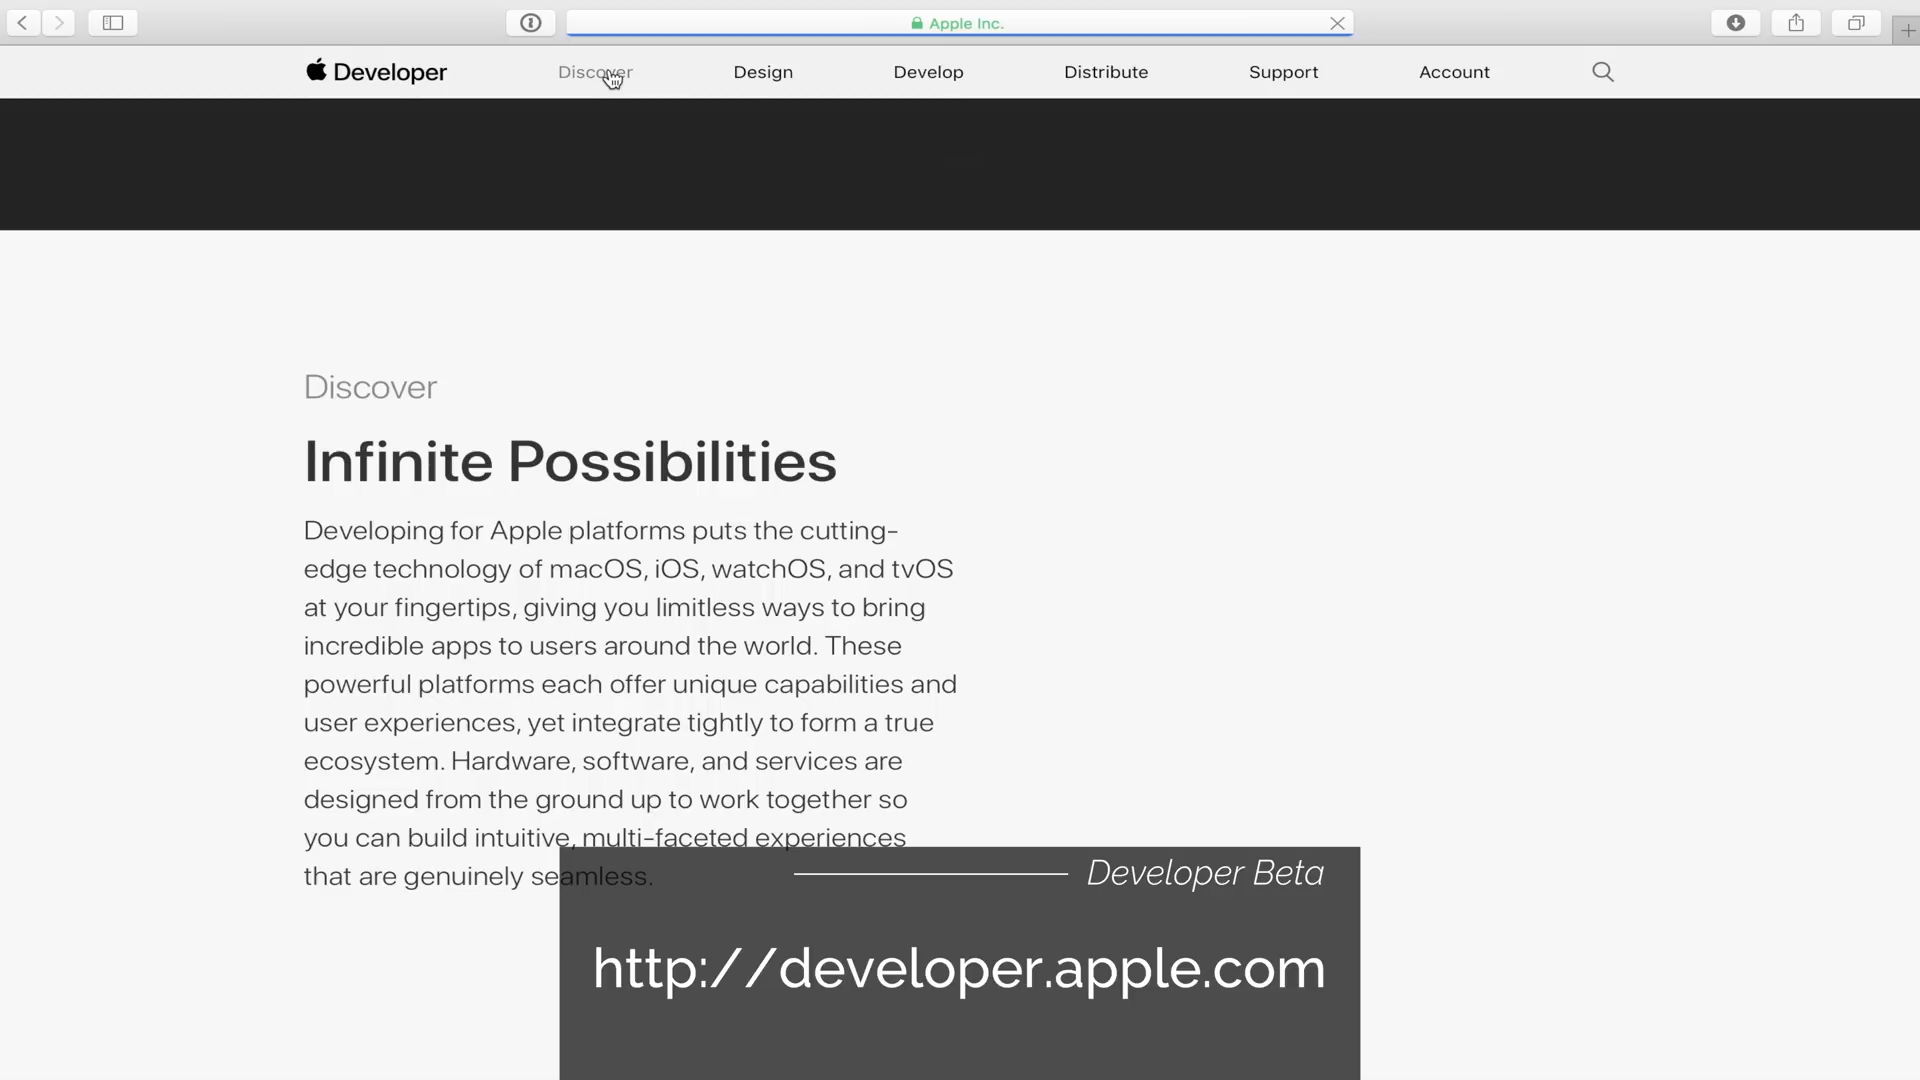 Apple Inc.
Developer
Discover
Design
Develop
Distribute
Support
Account
Discover
Infinite Possibilities
Developing for Apple platforms puts the cutting-
edge technology of macOS, iOS, watchOS, and tvOS
at your fingertips, giving you limitless ways to bring
incredible apps to users around the world. These
powerful platforms each offer unique capabilities and
user experiences, yet integrate tightly to form a true
ecosystem. Hardware, software, and services are
designed from the ground up to work together so
you can build intuitive, multi-faceted experiences
that are genuinely seamless.
Developer Beta
http://developer.apple.com